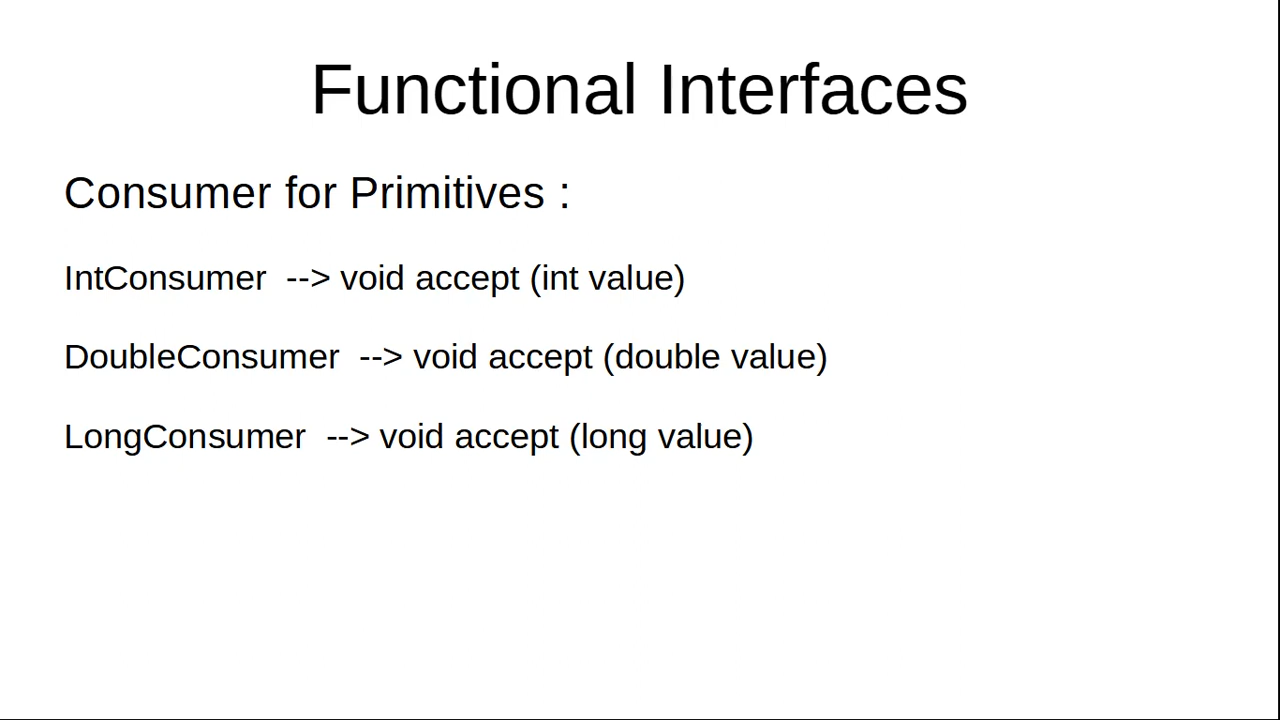 Functional Interfaces
Consumer for Primitives :
IntConsumer  --> void accept (int value)
DoubleConsumer  --> void accept (double value)
LongConsumer  --> void accept (long value)